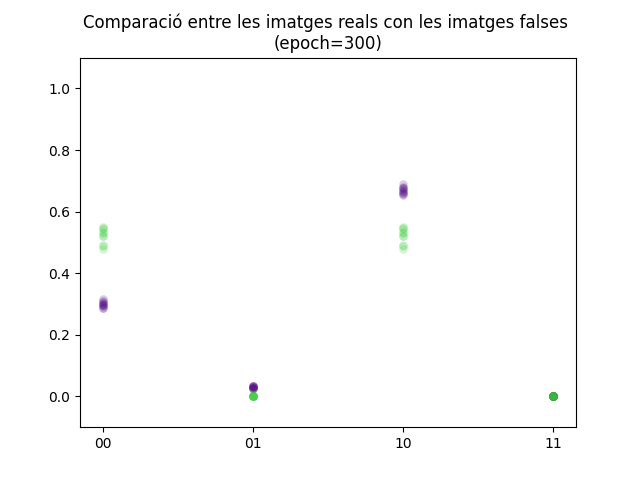 Comparació entre les imatges reals con les imatges falses
(epoch=300)
1.0
0.8
0.6
0.4
0.2
0.0
00 01 10 11